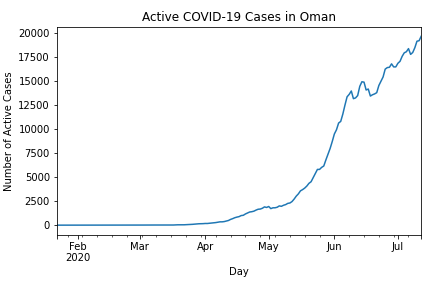 Active COVID-19 Cases in Oman
Number of Active Cases
20000
17500
15000
12500
10000
7500
5000
2500
0
Feb
2020
Mar
Apr
May
Jun
Jul
Day